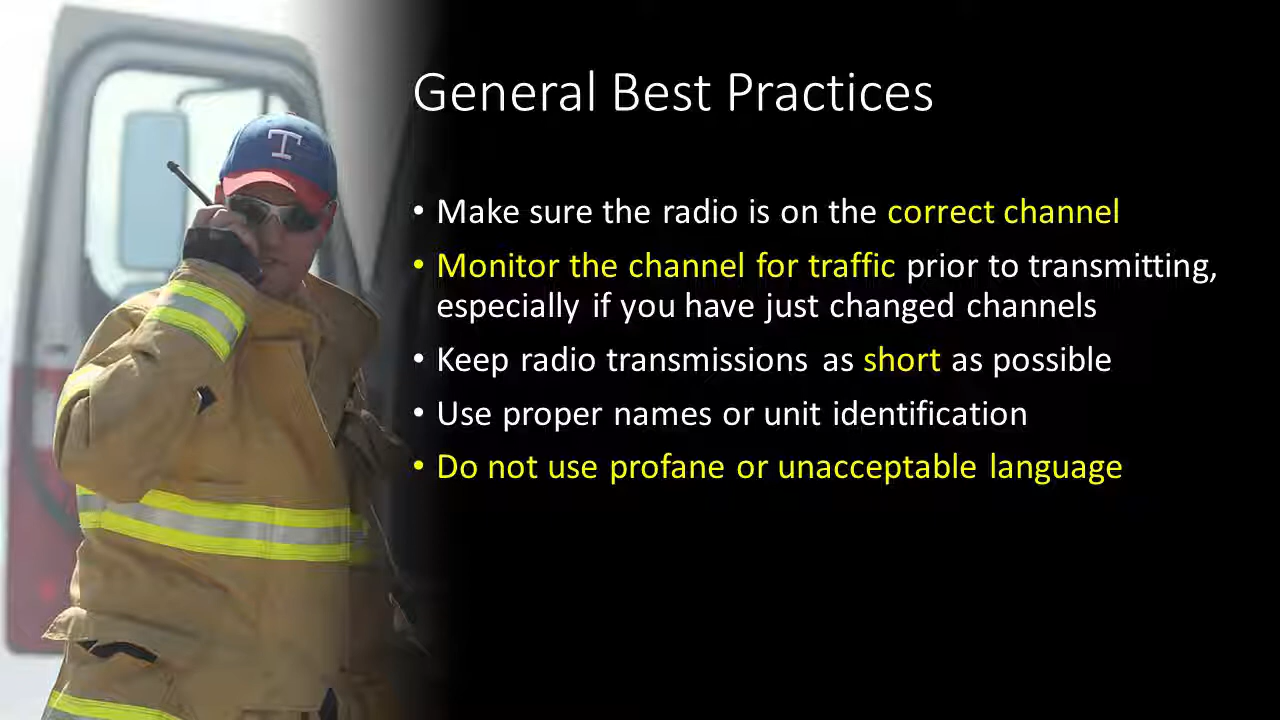 General Best Practices
• Make sure the radio is on the correct channel
• Monitor the channel for traffic prior to transmitting,
especially if you have just changed channels
• Keep radio transmissions as short as possible
• Use proper names or unit identification
• Do not use profane or unacceptable language
T